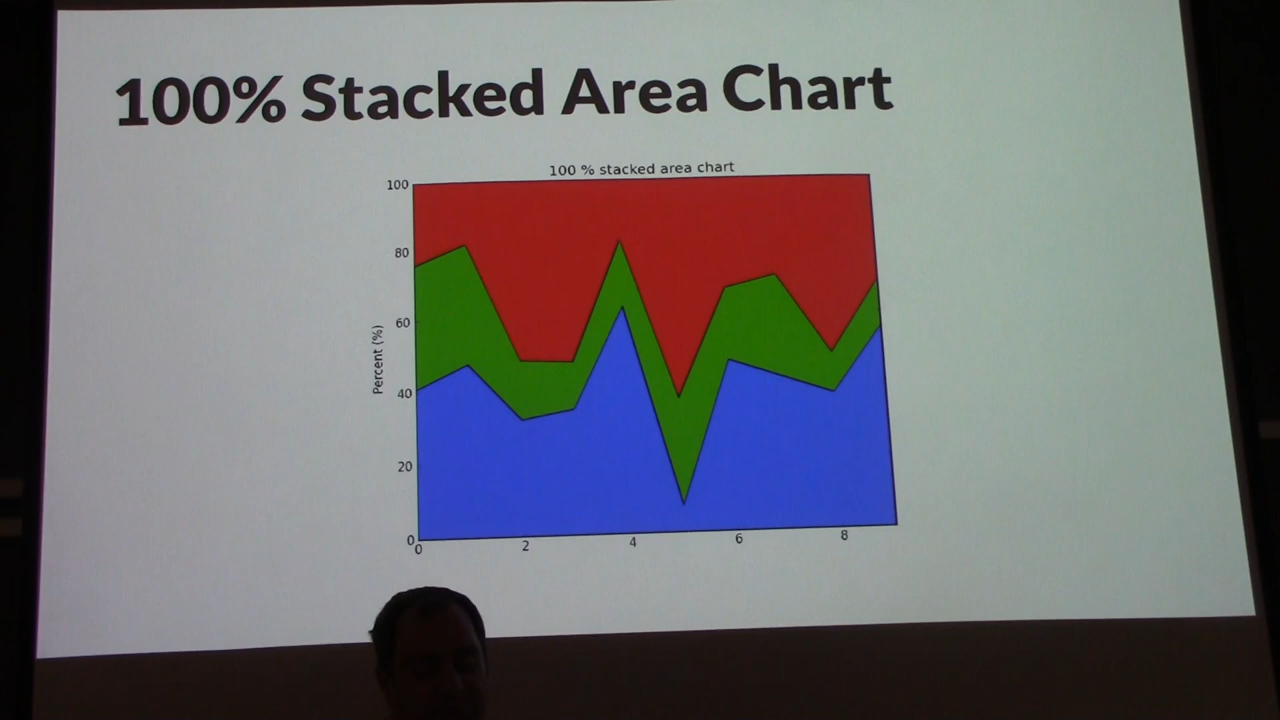 100% Stacked Area Chart
100 % stacked area chart
100
80
60
40
20
0
Percent (%)
0 2 4 6 8